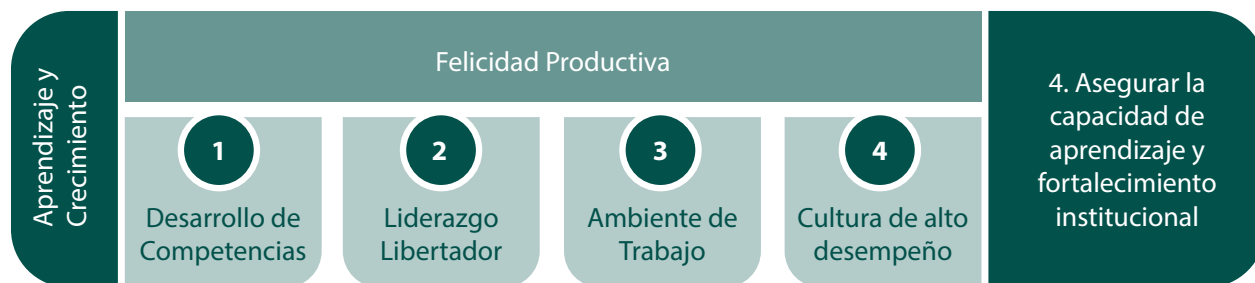 Aprendizaje y
Crecimiento
Felicidad Productiva
1
Desarrollo de
Competencias
2
Liderazgo
Libertador
3
Ambiente de
Trabajo
4
Cultura de alto
desempeño
4. Asegurar la
capacidad de
aprendizaje y
fortalecimiento
institucional